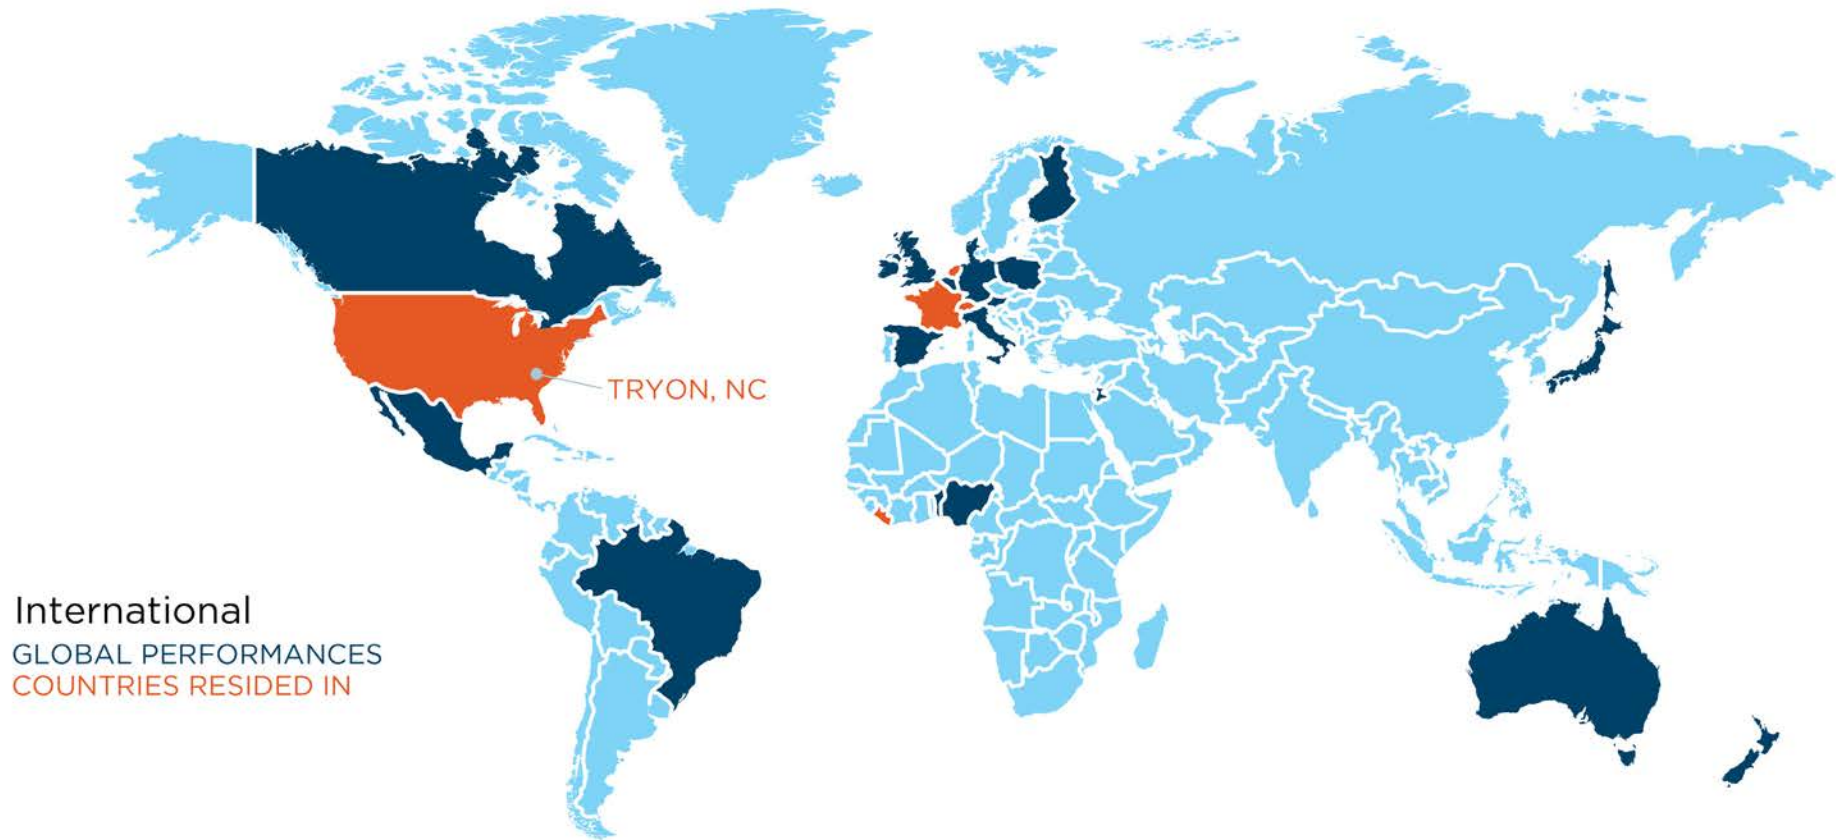 TRYON, NC
International
GLOBAL PERFORMANCES
COUNTRIES RESIDED IN